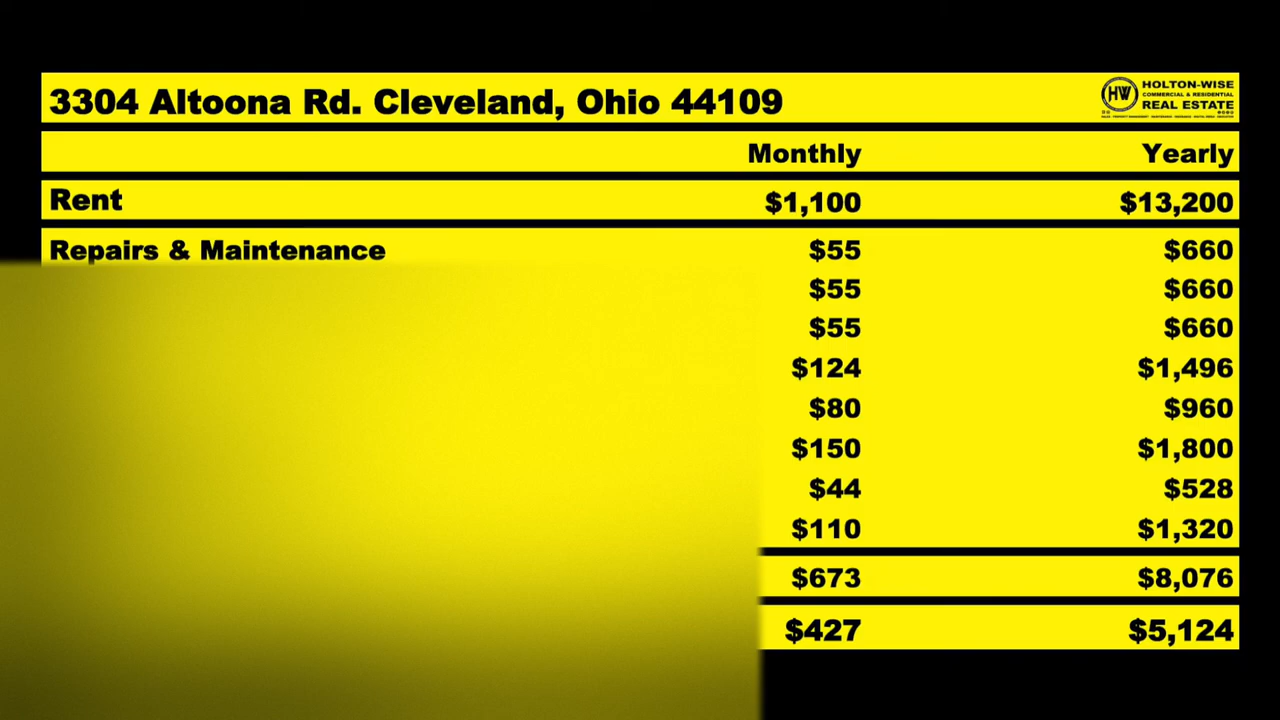 3304 Altoona Rd. Cleveland, Ohio 44109
HW
HOLTON-WISE
COMMERCIAL & RESIDENTIAL
REAL ESTATE
Monthly Yearly
Rent $1,100 $13,200
Repairs & Maintenance $55 $660
$55 $660
$55 $660
$124 $1,496
$80 $960
$150 $1,800
$44 $528
$110 $1,320
$673 $8,076
$427 $5,124